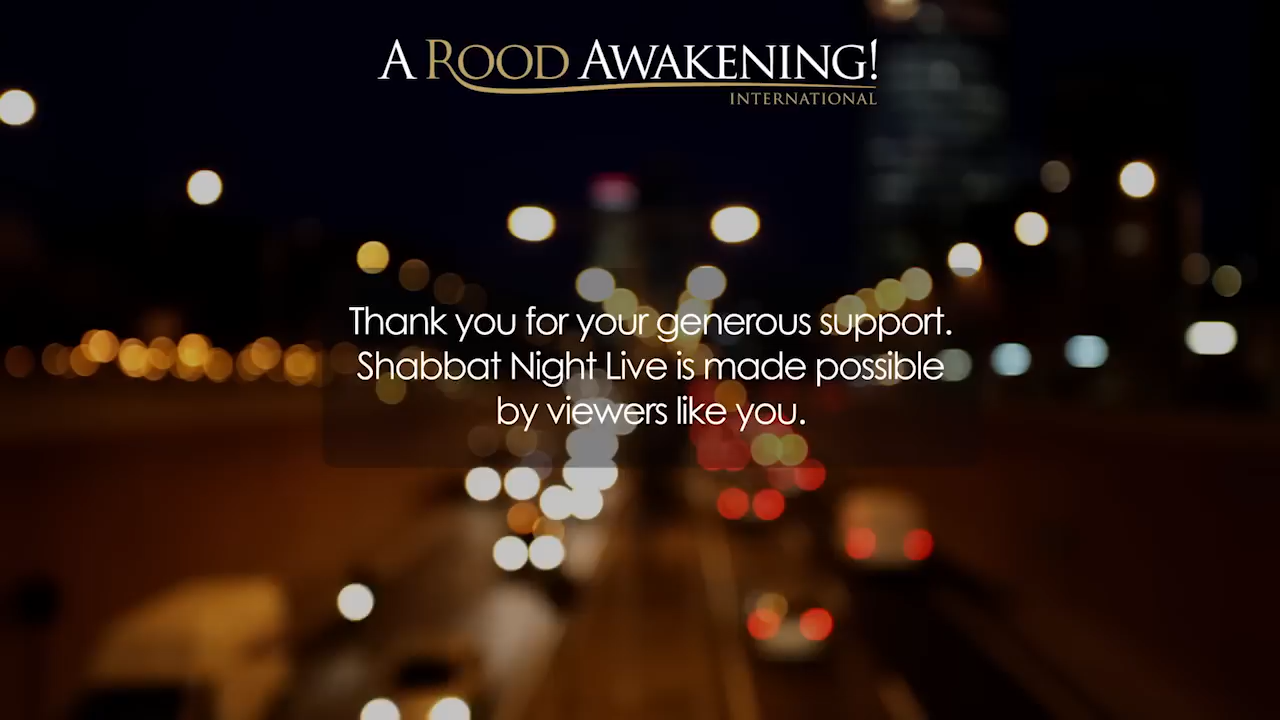 A ROOD AWAKENING!
INTERNATIONAL
Thank you for your generous support.
Shabbat Night Live is made possible
by viewers like you.